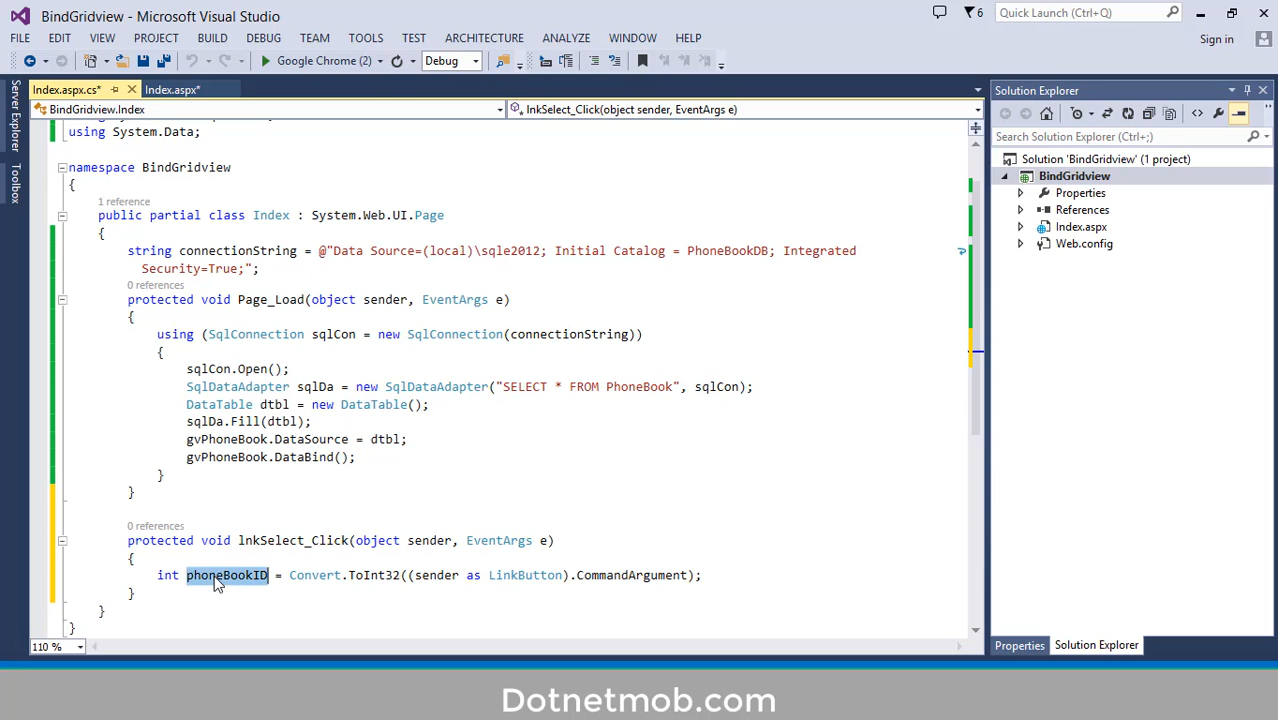 BindGridview - Microsoft Visual Studio
6
Quick Launch (Ctrl+Q)
FILE EDIT VIEW PROJECT BUILD DEBUG TEAM TOOLS TEST ARCHITECTURE ANALYZE WINDOW HELP
Sign in
Google Chrome (2) Debug
Index.aspx.cs* Index.aspx*
BindGridview.Index lnkSelect_Click(object sender, EventArgs e)
Server Explorer
Toolbox
using System.Data;
namespace BindGridview
{
1 reference
public partial class Index : System.Web.UI.Page
{
string connectionString = @"Data Source=(local)\sqle2012; Initial Catalog = PhoneBookDB; Integrated
Security=True;";
0 references
protected void Page_Load(object sender, EventArgs e)
{
using (SqlConnection sqlCon = new SqlConnection(connectionString))
{
sqlCon.Open();
SqlDataAdapter sqlDa = new SqlDataAdapter("SELECT * FROM PhoneBook", sqlCon);
DataTable dtbl = new DataTable();
sqlDa.Fill(dtbl);
gvPhoneBook.DataSource = dtbl;
gvPhoneBook.DataBind();
}
}
0 references
protected void lnkSelect_Click(object sender, EventArgs e)
{
int phoneBookID = Convert.ToInt32((sender as LinkButton).CommandArgument);
}
}
}
110 %
Solution Explorer
Search Solution Explorer (Ctrl+;)
Solution 'BindGridview' (1 project)
BindGridview
Properties
References
Index.aspx
Web.config
Properties Solution Explorer
Dotnetmob.com